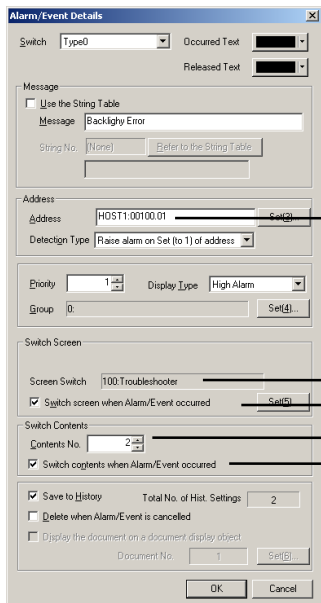 Alarm/Event Details
Switch Type0 Occurred Text
Released Text
Message
Use the String Table
Message Backlighy Error
String No. (None) Refer to the String Table
Address
Address HOST1:00100.01 Set(3)...
Detection Type Raise alarm on Set (to 1) of address
Priority 1 Display Type High Alarm
Group 0: Set(4)...
Switch Screen
Screen Switch 100:Troubleshooter
Switch screen when Alarm/Event occurred Set(5)...
Switch Contents
Contents No. 2
Switch contents when Alarm/Event occurred
Save to History Total No. of Hist. Settings 2
Delete when Alarm/Event is cancelled
Display the document on a document display object
Document No. 1 Set(6)...
OK Cancel